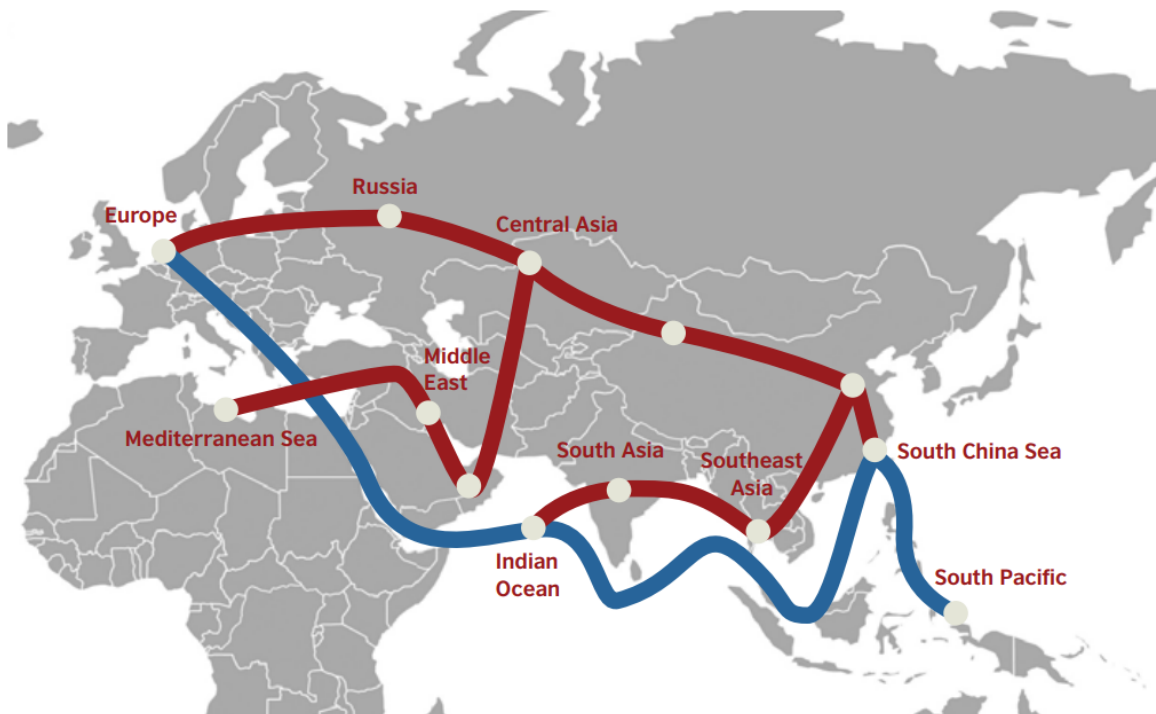 Russia
Europe
Central Asia
Middle
East
Mediterranean Sea
South Asia
Southeast
Asia
South China Sea
Indian
Ocean
South Pacific